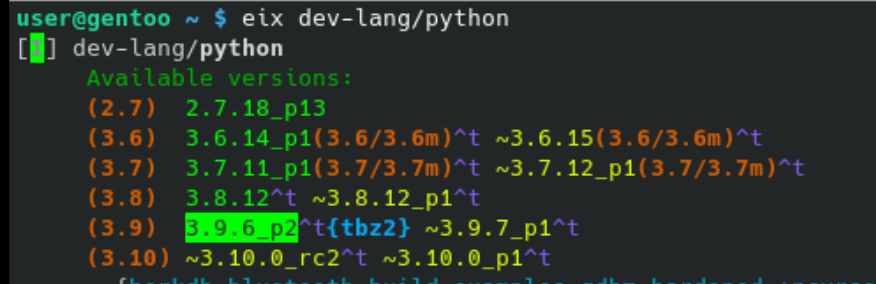 user@gentoo ~ $ eix dev-lang/python
[I] dev-lang/python
Available versions:
(2.7) 2.7.18_p13
(3.6) 3.6.14_p1(3.6/3.6m)^t ~3.6.15(3.6/3.6m)^t
(3.7) 3.7.11_p1(3.7/3.7m)^t ~3.7.12_p1(3.7/3.7m)^t
(3.8) 3.8.12^t ~3.8.12_p1^t
(3.9) 3.9.6_p2^t{tbz2} ~3.9.7_p1^t
(3.10) ~3.10.0_rc2^t ~3.10.0_p1^t